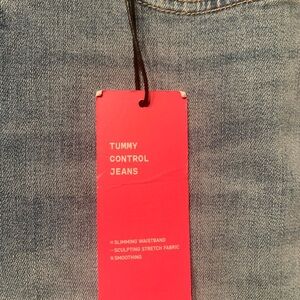 TUMMY
CONTROL
JEANS
SLIMMING WAISTBAND
SCULPTING STRETCH FABRIC
SMOOTHING